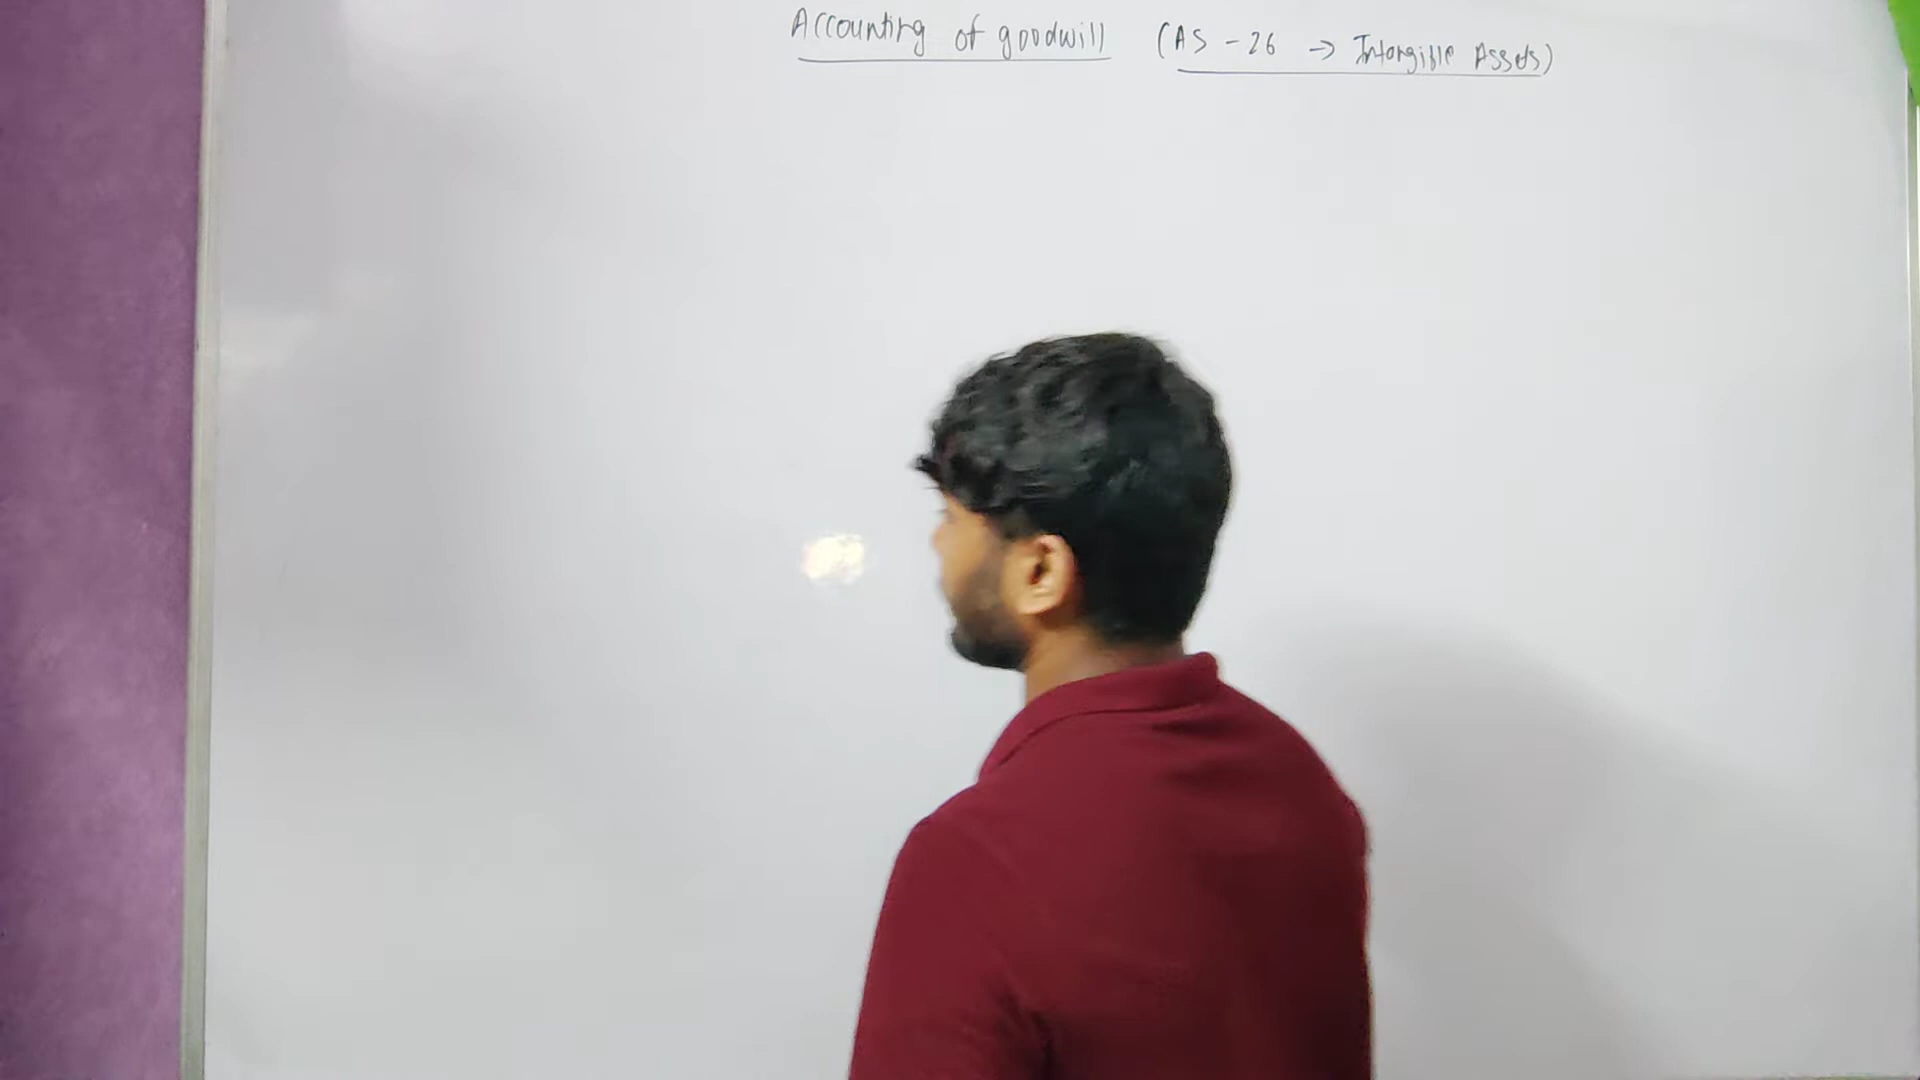 Accounting of goodwill (AS - 26 → Intangible Assets)